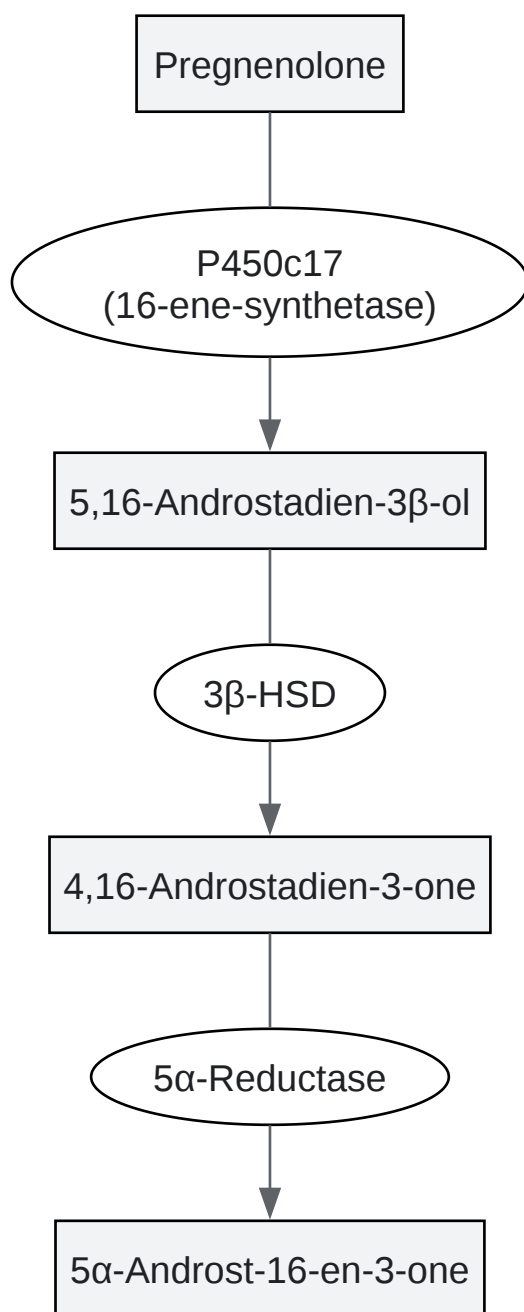 Pregnenolone
P450c17
(16-ene-synthetase)
5,16-Androstadien-3β-ol
3β-HSD
4,16-Androstadien-3-one
5α-Reductase
5α-Androst-16-en-3-one